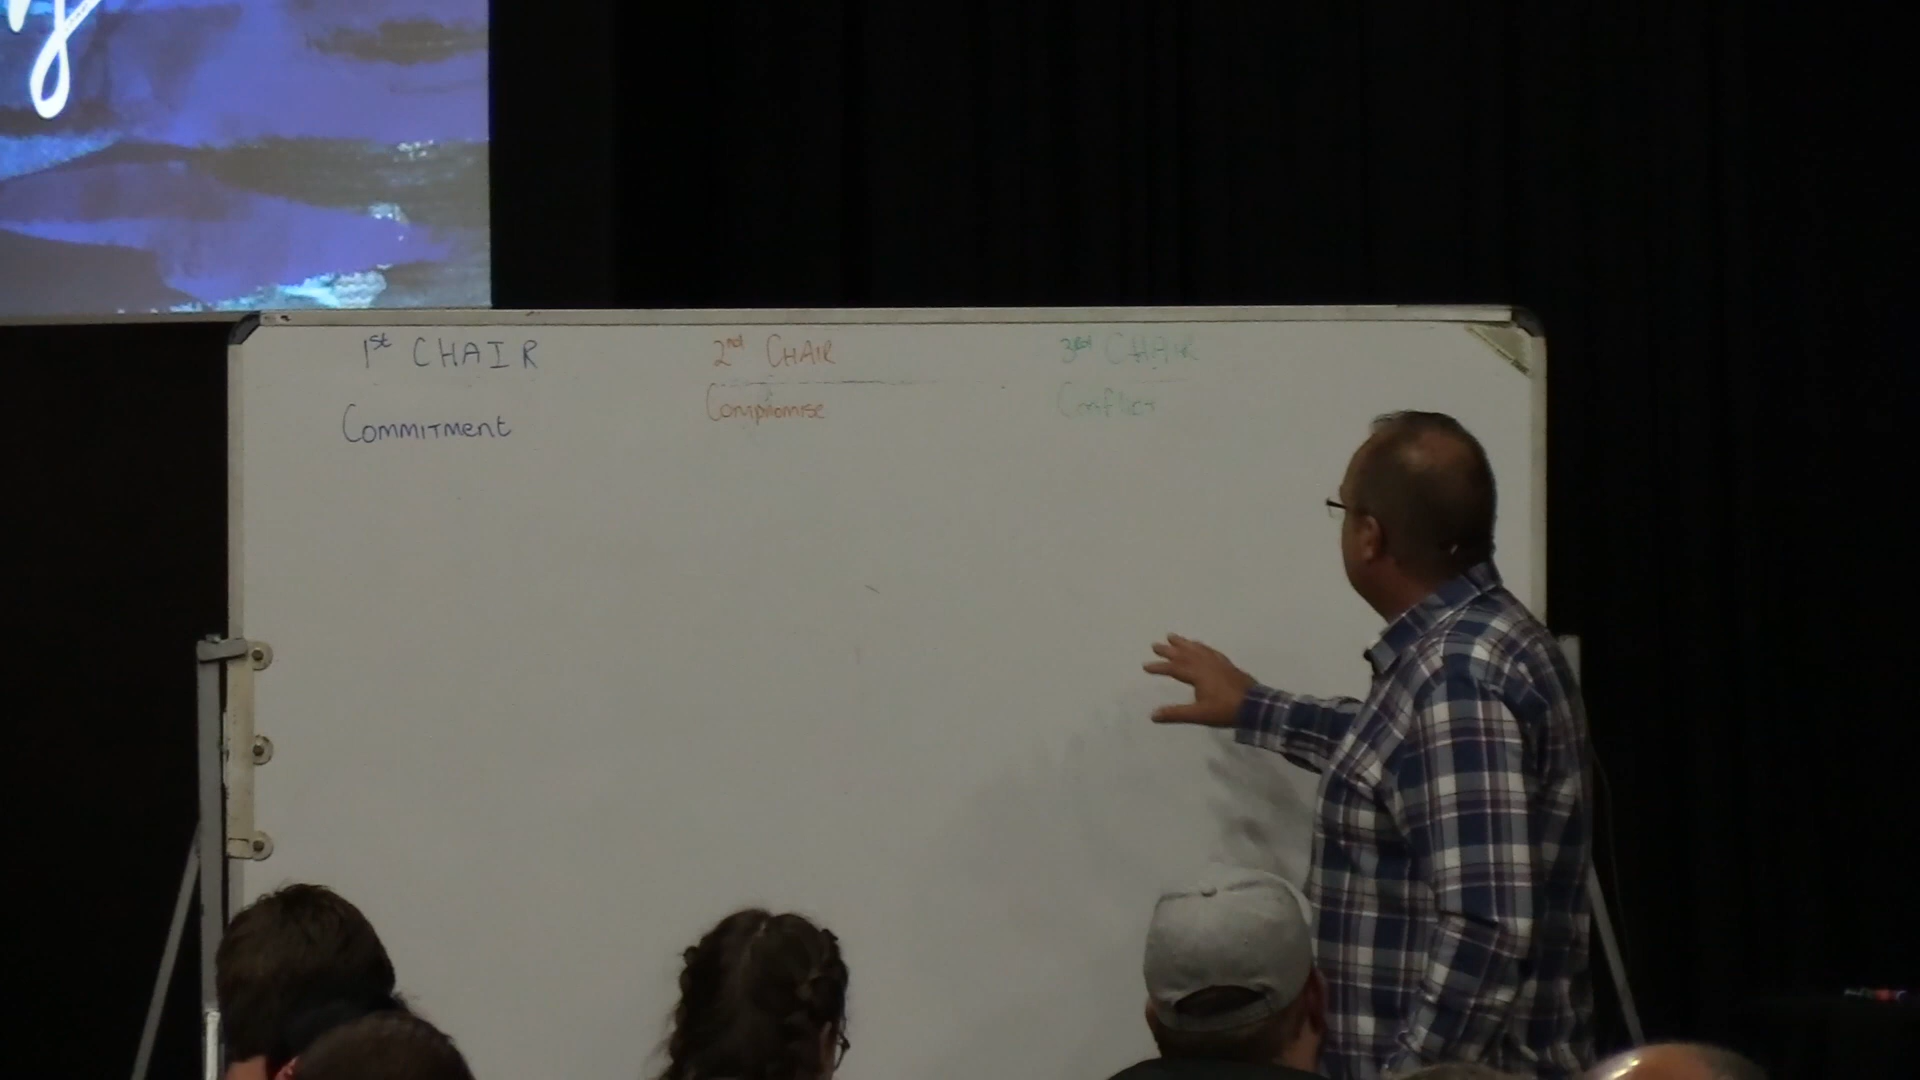 1st CHAIR
Commitment
2nd CHAIR
Compromise
3rd CHAIR
Conflict